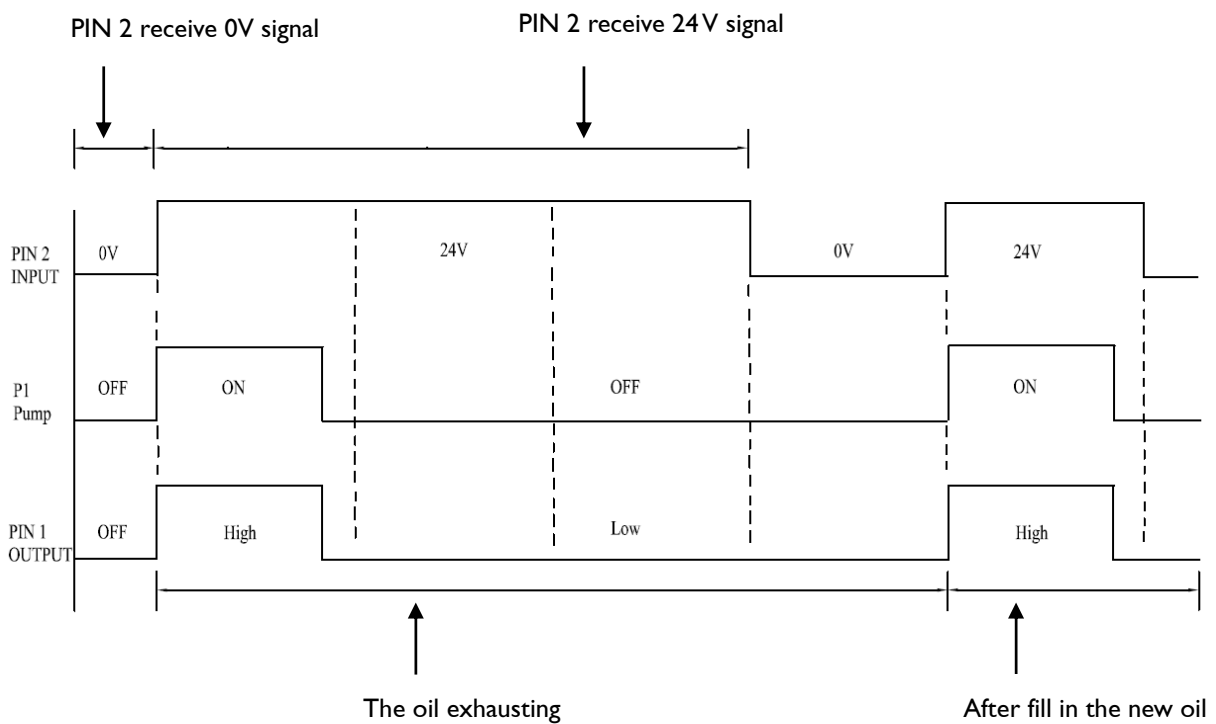 PIN 2 receive 0V signal
PIN 2 receive 24V signal
PIN 2
INPUT
0V
24V
0V
24V
P1
Pump
OFF
ON
OFF
ON
PIN 1
OUTPUT
OFF
High
Low
High
The oil exhausting
After fill in the new oil